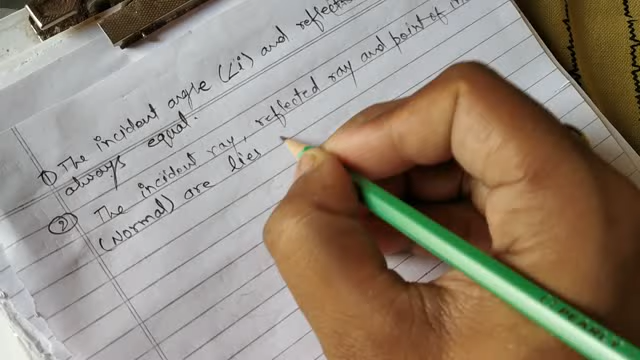 ① The incident angle (∠i) and reflec
always equal.
② The incident ray, reflected ray and point of
(Normal) are lies